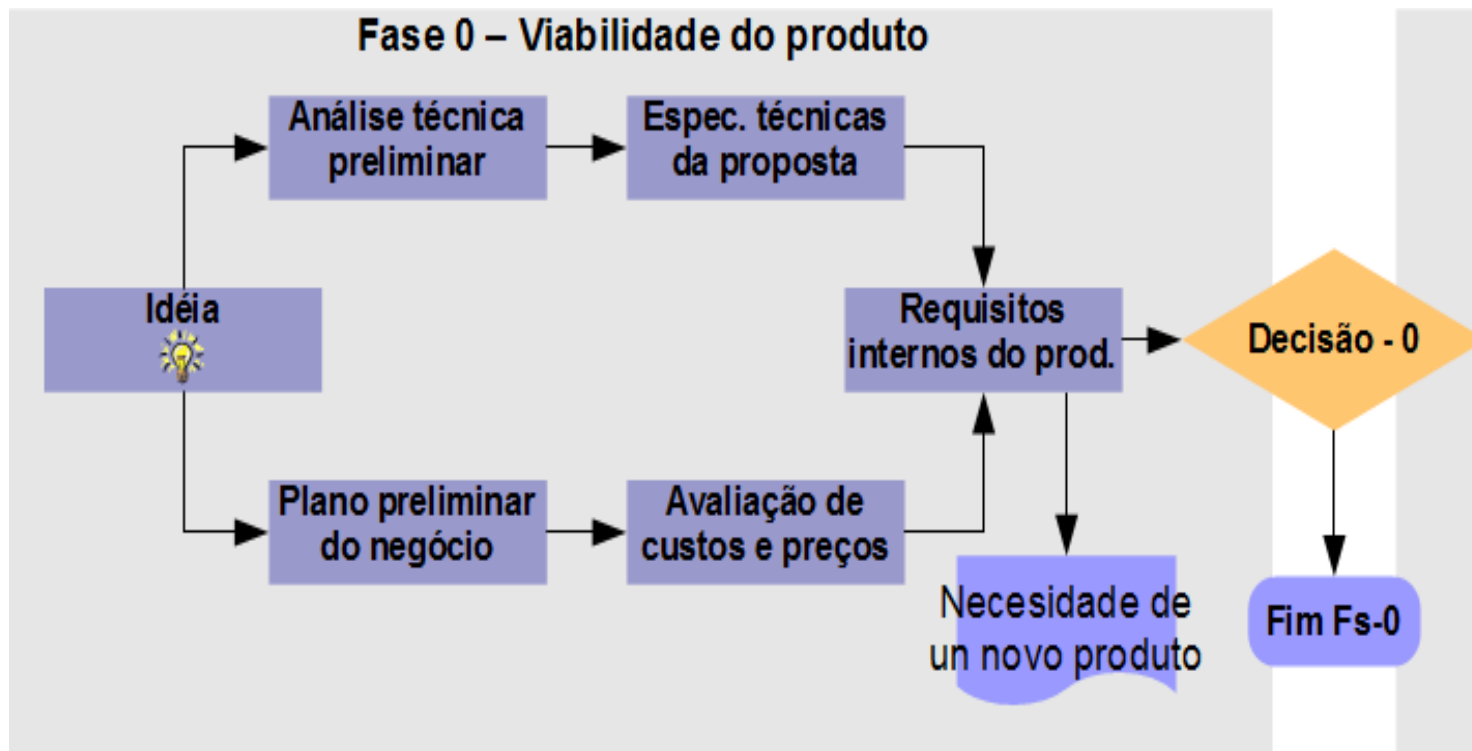 Fase 0 – Viabilidade do produto
Análise técnica
preliminar
Espec. técnicas
da proposta
Idéia
Requisitos
internos do prod.
Decisão - 0
Plano preliminar
do negócio
Avaliação de
custos e preços
Necesidade de
un novo produto
Fim Fs-0